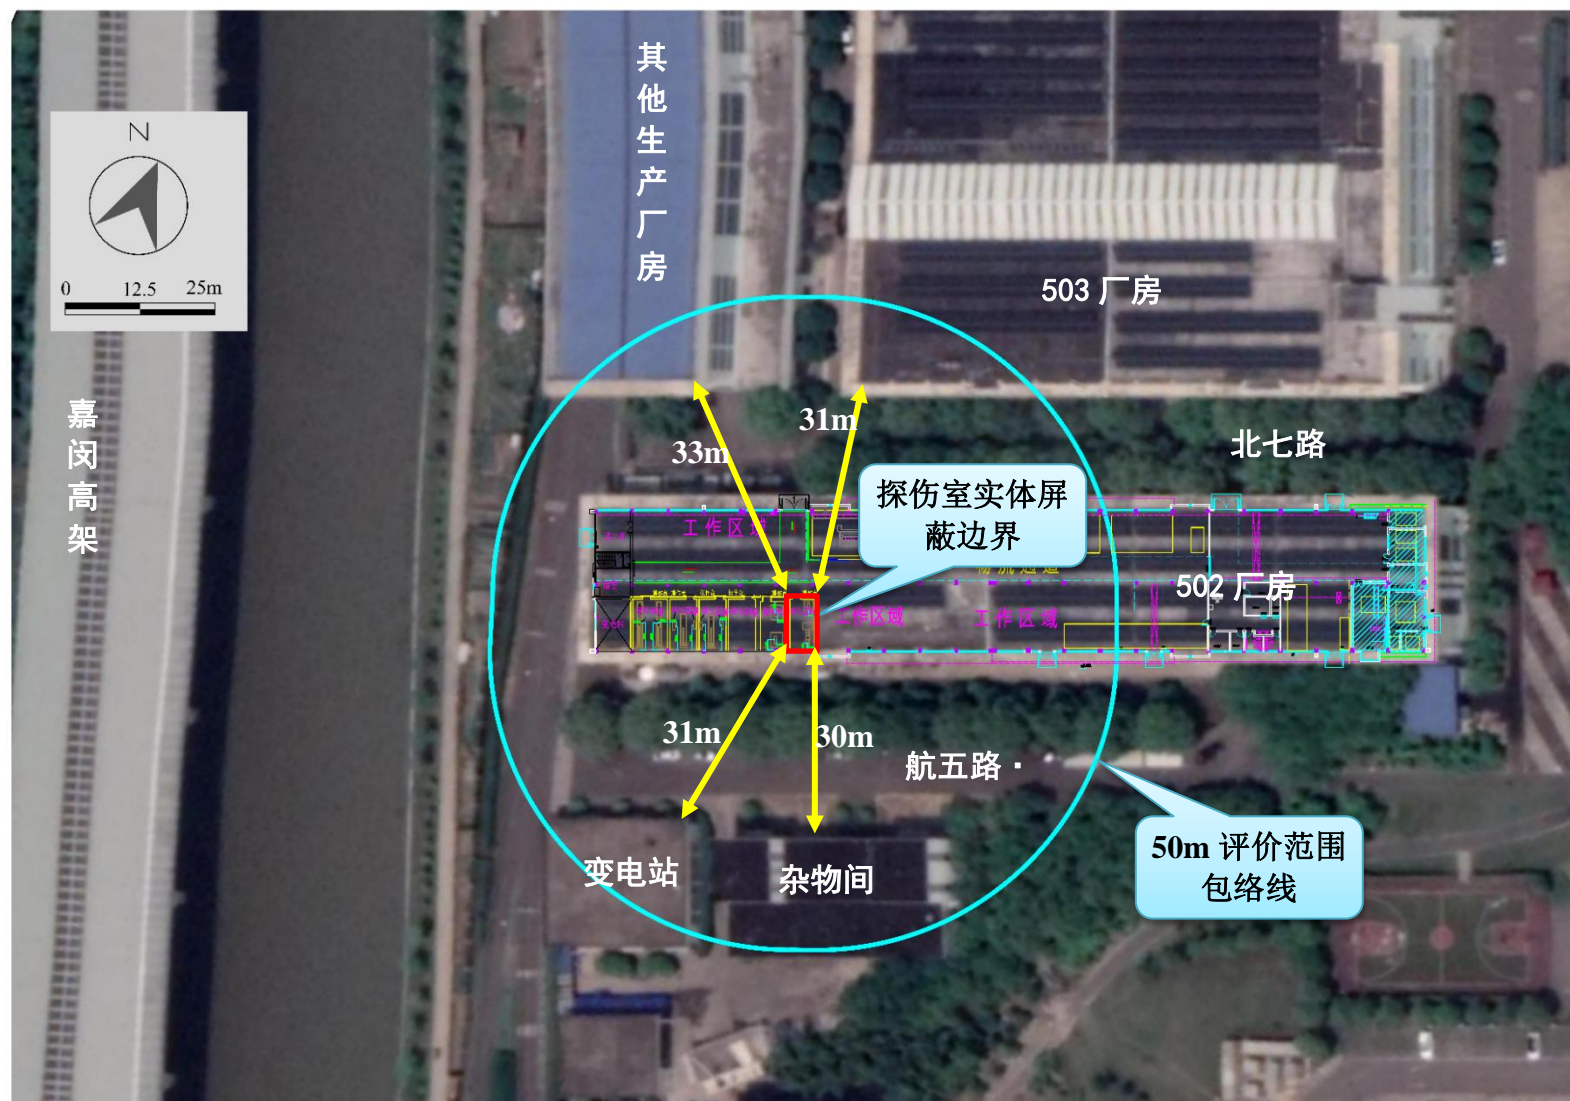 其他生产厂房
N
0 12.5 25m
503 厂房
嘉闵高架
31m
33m
北七路
探伤室实体屏
蔽边界
工作区域
502 厂房
工作区域
工作区域
31m
30m
航五路
50m 评价范围
包络线
变电站
杂物间